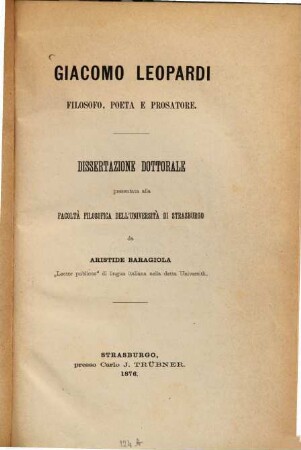 GIACOMO LEOPARDI
FILOSOFO, POETA E PROSATORE.
DISSERTAZIONE DOTTORALE
presentata alla
FACOLTÀ FILOSOFICA DELL'UNIVERSITÀ DI STRASBURGO
da
ARISTIDE BARAGIOLA
„Lector publicus“ di lingua italiana nella detta Università.
STRASBURGO,
presso Carlo J. TRÜBNER.
1876.